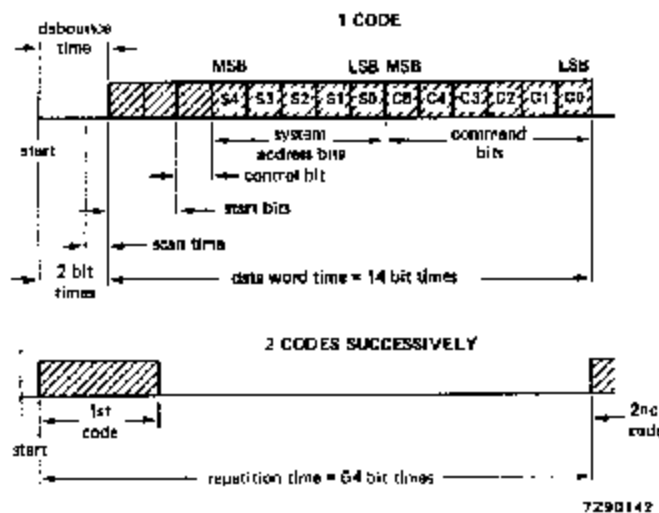 1 CODE
debounce
time
MSB
LSB MSB
LSB
S4 S3 S2 S1 S0 C5 C4 C3 C2 C1 C0
start
system
address bits
command
bits
control bit
start bits
scan time
2 bit
times
data word time = 14 bit times
2 CODES SUCCESSIVELY
1st
code
start
2nd
code
repetition time = 64 bit times
7Z90142